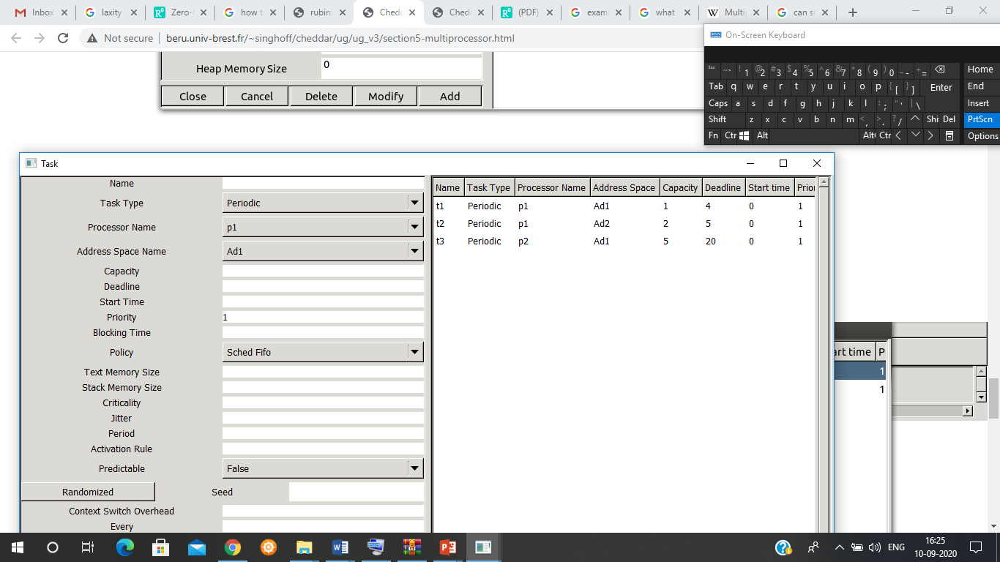 Inbox
laxity
Zero-l
how t
rubini
Chedd
Chedd
(PDF)
exam
what
Multip
can sr
Not secure
beru.univ-brest.fr/~singhoff/cheddar/ug/ug_v3/section5-multiprocessor.html
On-Screen Keyboard
Esc ~ ` ! 1 @ 2 # 3 $ 4 % 5 ^ 6 & 7 * 8 ( 9 ) 0 _ - + = Home
Tab q w e r t y u i o p { [ } ] Enter End
Caps a s d f g h j k l : ; " ' | \ Insert
Shift z x c v b n m < , > . ? / Shi Del PrtScn
Fn Ctr Alt Alt Ctr Options
Heap Memory Size 0
Close Cancel Delete Modify Add
Task
Name
Task Type Periodic
Processor Name p1
Address Space Name Ad1
Capacity
Deadline
Start Time
Priority 1
Blocking Time
Policy Sched Fifo
Text Memory Size
Stack Memory Size
Criticality
Jitter
Period
Activation Rule
Predictable False
Randomized Seed
Context Switch Overhead
Every
Name Task Type Processor Name Address Space Capacity Deadline Start time Prior
t1 Periodic p1 Ad1 1 4 0 1
t2 Periodic p1 Ad2 2 5 0 1
t3 Periodic p2 Ad1 5 20 0 1
art time P
1
1
ENG
16:25
10-09-2020